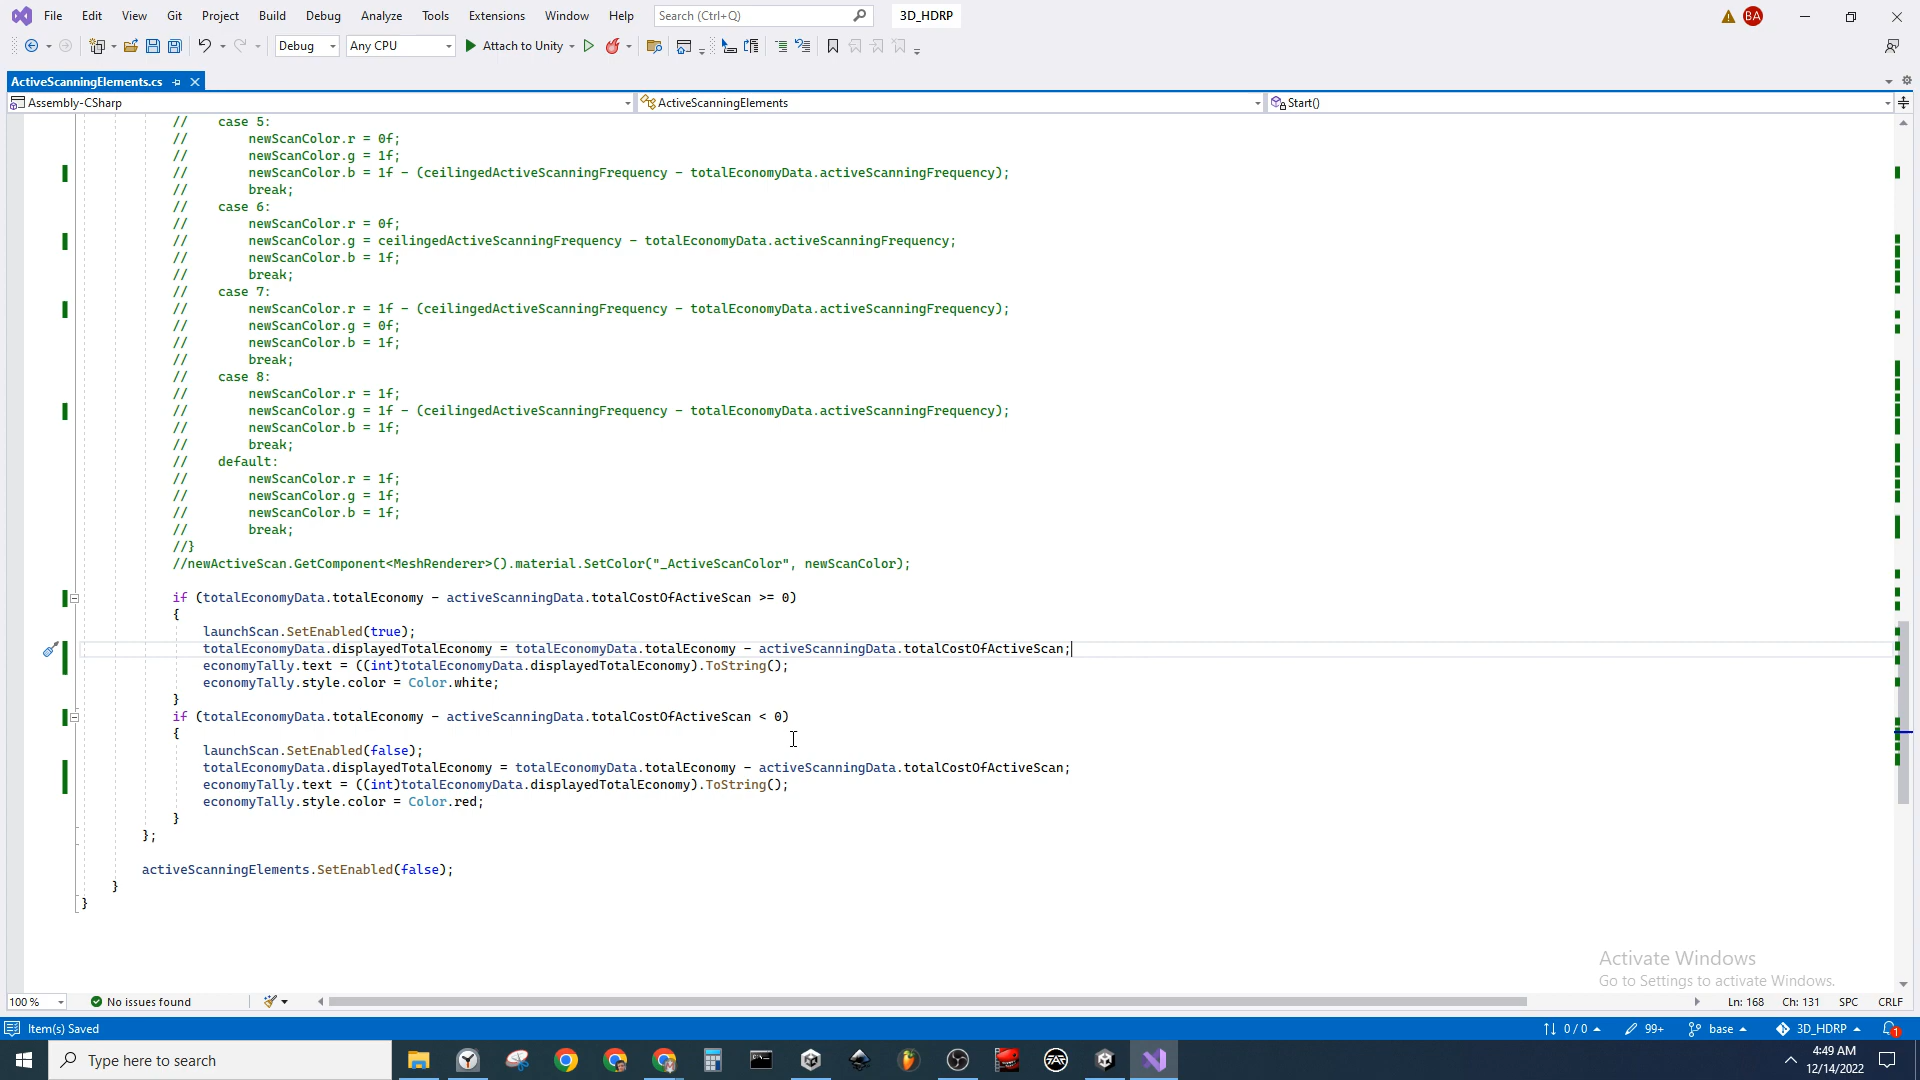 File Edit View Git Project Build Debug Analyze Tools Extensions Window Help Search (Ctrl+Q) 3D_HDRP BA
Debug Any CPU Attach to Unity
ActiveScanningElements.cs
Assembly-CSharp ActiveScanningElements Start()
// case 5:
// newScanColor.r = 0f;
// newScanColor.g = 1f;
// newScanColor.b = 1f - (ceilingedActiveScanningFrequency - totalEconomyData.activeScanningFrequency);
// break;
// case 6:
// newScanColor.r = 0f;
// newScanColor.g = ceilingedActiveScanningFrequency - totalEconomyData.activeScanningFrequency;
// newScanColor.b = 1f;
// break;
// case 7:
// newScanColor.r = 1f - (ceilingedActiveScanningFrequency - totalEconomyData.activeScanningFrequency);
// newScanColor.g = 0f;
// newScanColor.b = 1f;
// break;
// case 8:
// newScanColor.r = 1f;
// newScanColor.g = 1f - (ceilingedActiveScanningFrequency - totalEconomyData.activeScanningFrequency);
// newScanColor.b = 1f;
// break;
// default:
// newScanColor.r = 1f;
// newScanColor.g = 1f;
// newScanColor.b = 1f;
// break;
//}
//newActiveScan.GetComponent<MeshRenderer>().material.SetColor("_ActiveScanColor", newScanColor);
if (totalEconomyData.totalEconomy - activeScanningData.totalCostOfActiveScan >= 0)
{
launchScan.SetEnabled(true);
totalEconomyData.displayedTotalEconomy = totalEconomyData.totalEconomy - activeScanningData.totalCostOfActiveScan;
economyTally.text = ((int)totalEconomyData.displayedTotalEconomy).ToString();
economyTally.style.color = Color.white;
}
if (totalEconomyData.totalEconomy - activeScanningData.totalCostOfActiveScan < 0)
{
launchScan.SetEnabled(false);
totalEconomyData.displayedTotalEconomy = totalEconomyData.totalEconomy - activeScanningData.totalCostOfActiveScan;
economyTally.text = ((int)totalEconomyData.displayedTotalEconomy).ToString();
economyTally.style.color = Color.red;
}
};
activeScanningElements.SetEnabled(false);
}
}
Activate Windows
Go to Settings to activate Windows.
100 % No issues found Ln: 168 Ch: 131 SPC CRLF
Item(s) Saved 0 / 0 99+ base 3D_HDRP 1
Type here to search 4:49 AM
12/14/2022